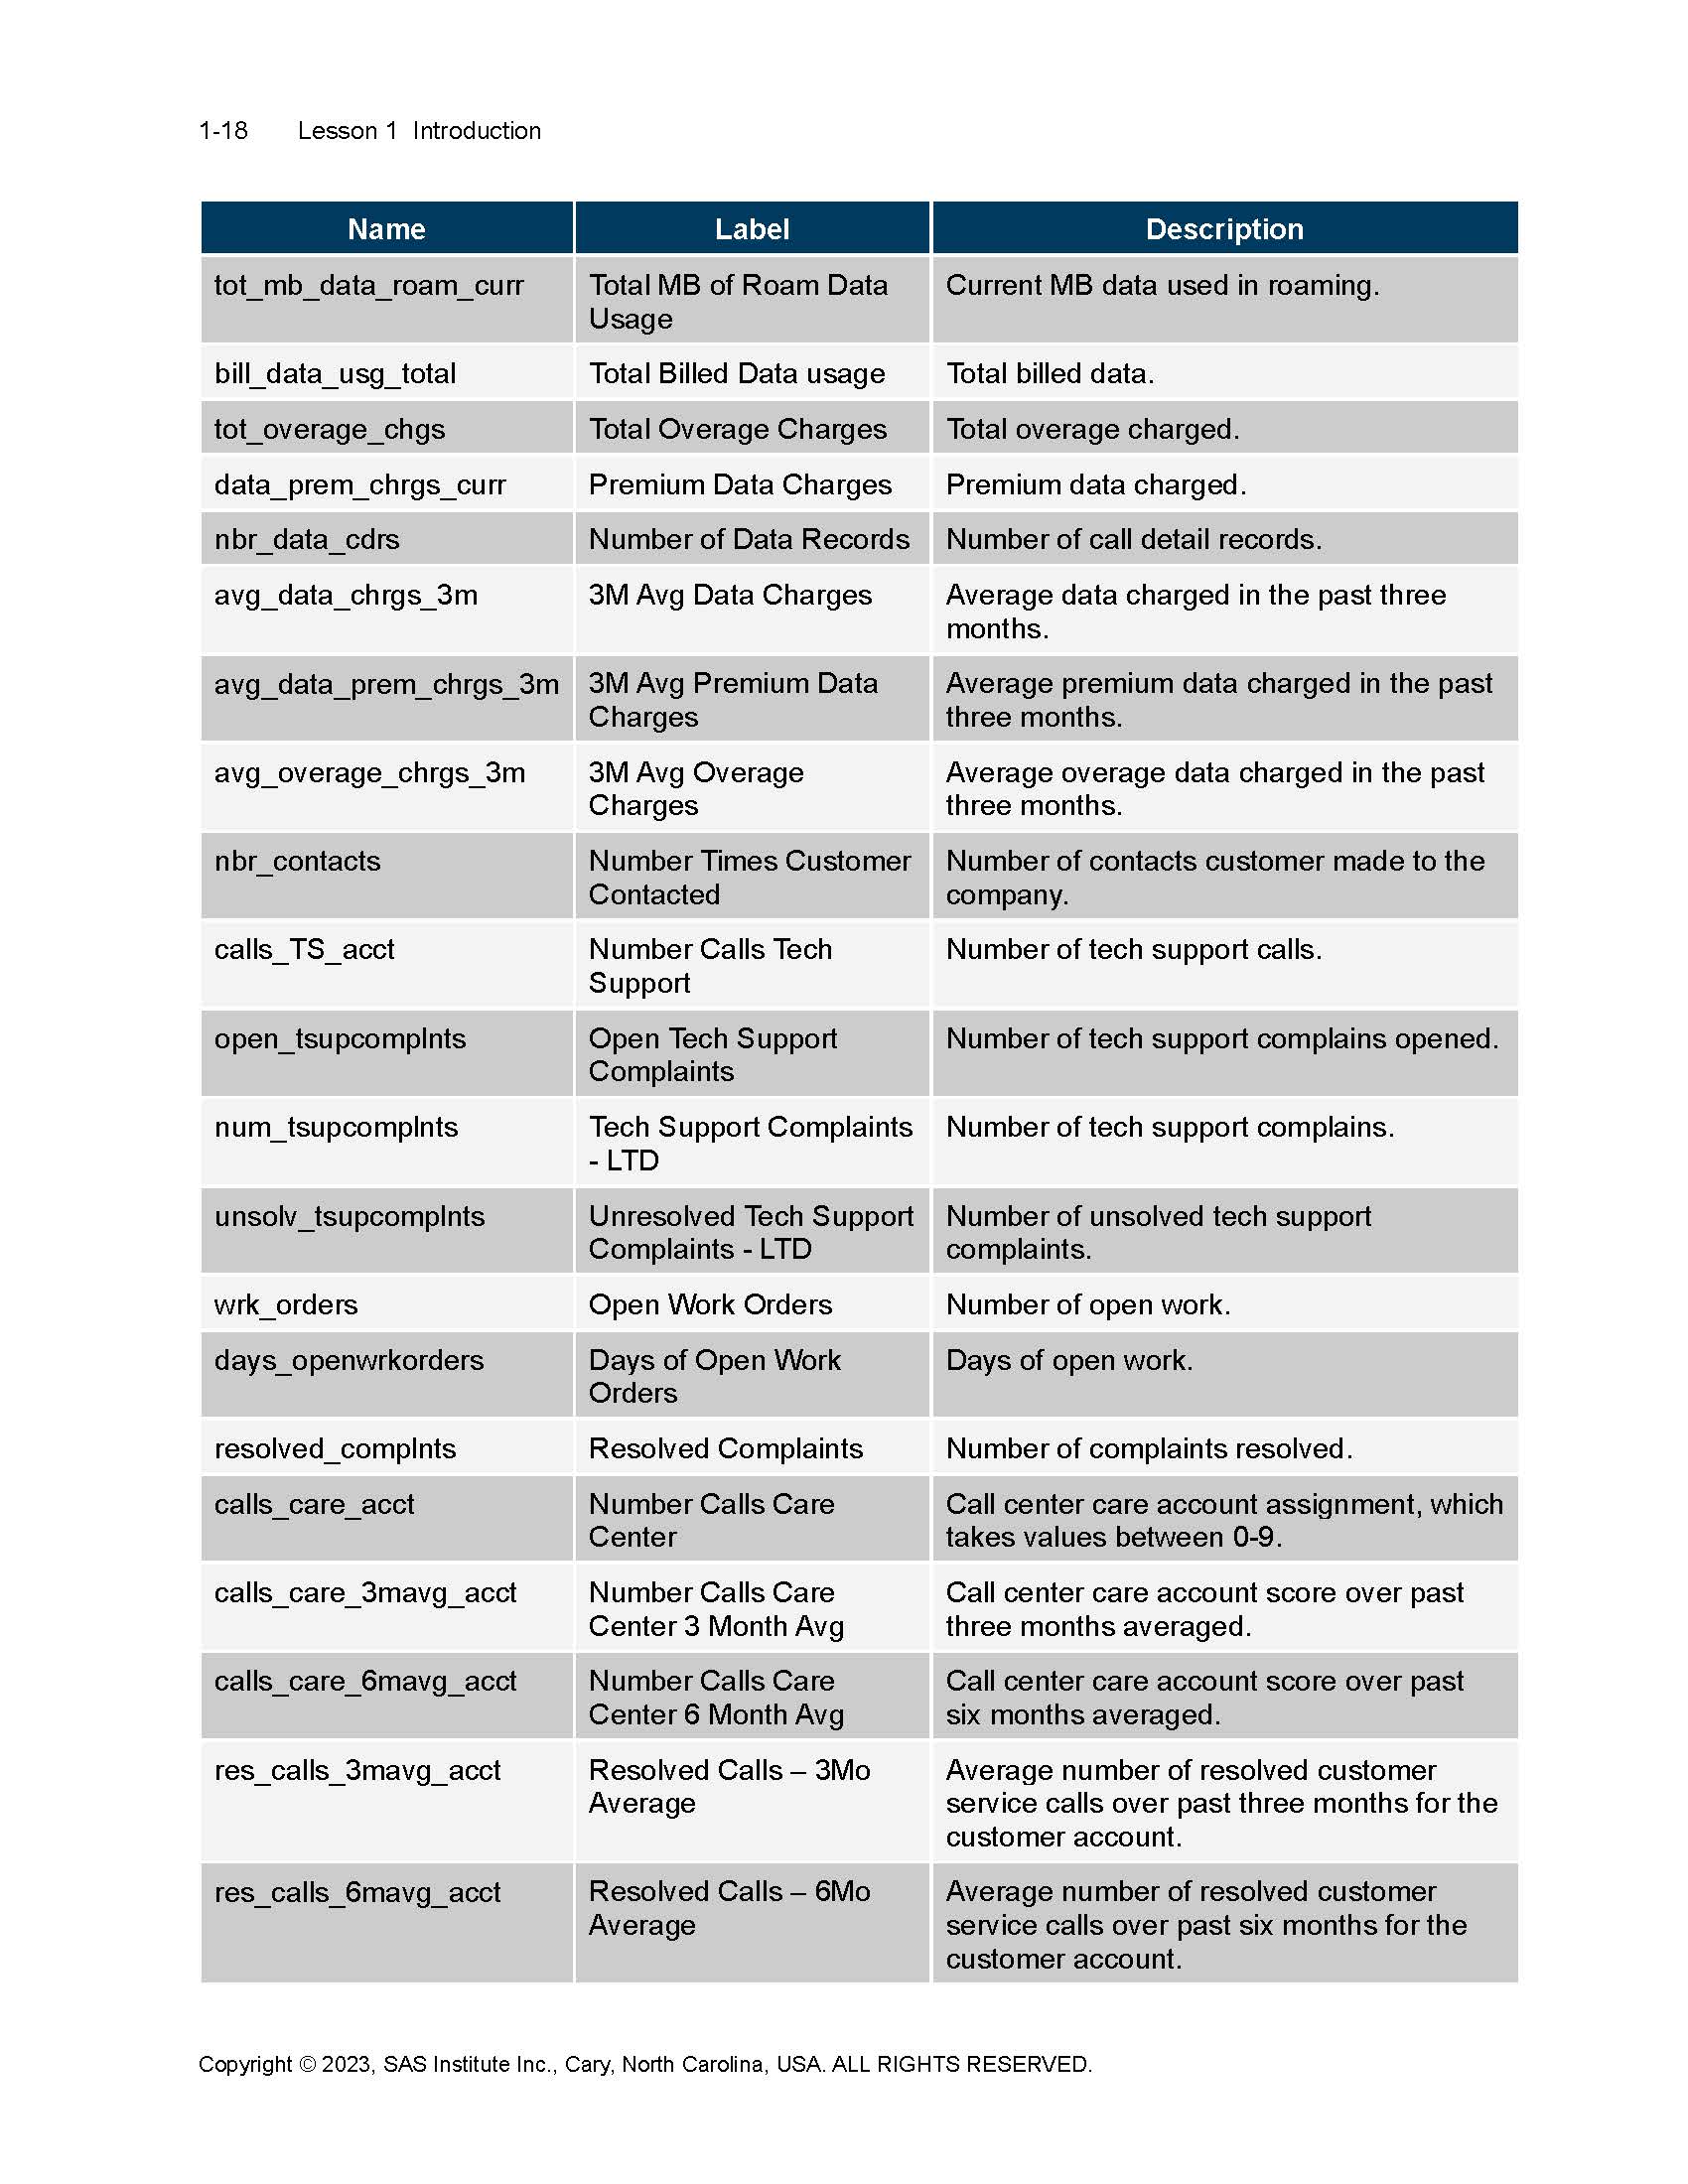 1-18 Lesson 1 Introduction
Name Label Description
tot_mb_data_roam_curr Total MB of Roam Data Current MB data used in roaming.
Usage
bill_data_usg_total Total Billed Data usage Total billed data.
tot_overage_chgs Total Overage Charges Total overage charged.
data_prem_chrgs_curr Premium Data Charges Premium data charged.
nbr_data_cdrs Number of Data Records Number of call detail records.
avg_data_chrgs_3m 3M Avg Data Charges Average data charged in the past three
months.
avg_data_prem_chrgs_3m 3M Avg Premium Data Average premium data charged in the past
Charges three months.
avg_overage_chrgs_3m 3M Avg Overage Average overage data charged in the past
Charges three months.
nbr_contacts Number Times Customer Number of contacts customer made to the
Contacted company.
calls_TS_acct Number Calls Tech Number of tech support calls.
Support
open_tsupcomplnts Open Tech Support Number of tech support complains opened.
Complaints
num_tsupcomplnts Tech Support Complaints Number of tech support complains.
- LTD
unsolv_tsupcomplnts Unresolved Tech Support Number of unsolved tech support
Complaints - LTD complaints.
wrk_orders Open Work Orders Number of open work.
days_openwrkorders Days of Open Work Days of open work.
Orders
resolved_complnts Resolved Complaints Number of complaints resolved.
calls_care_acct Number Calls Care Call center care account assignment, which
Center takes values between 0-9.
calls_care_3mavg_acct Number Calls Care Call center care account score over past
Center 3 Month Avg three months averaged.
calls_care_6mavg_acct Number Calls Care Call center care account score over past
Center 6 Month Avg six months averaged.
res_calls_3mavg_acct Resolved Calls – 3Mo Average number of resolved customer
Average service calls over past three months for the
customer account.
res_calls_6mavg_acct Resolved Calls – 6Mo Average number of resolved customer
Average service calls over past six months for the
customer account.
Copyright © 2023, SAS Institute Inc., Cary, North Carolina, USA. ALL RIGHTS RESERVED.